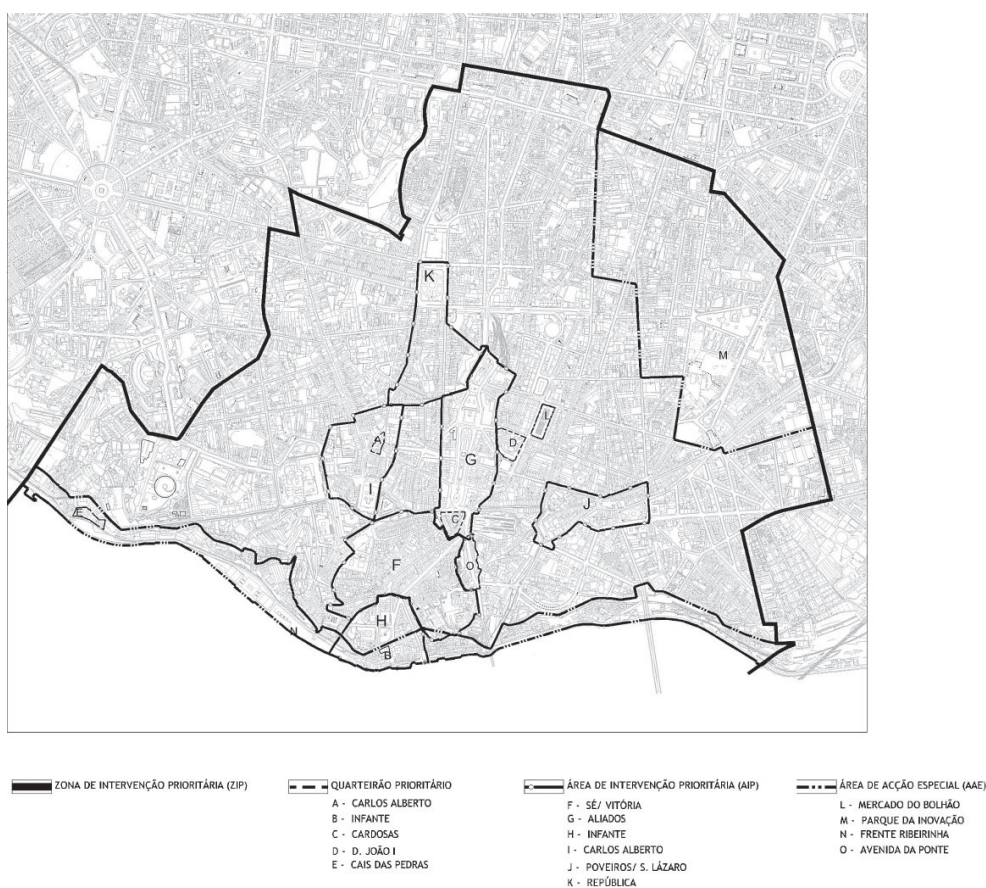 K
M
A
L
D
G
I
J
C
F
O
H
N
B
ZONA DE INTERVENÇÃO PRIORITÁRIA (ZIP)
QUARTEIRÃO PRIORITÁRIO
A - CARLOS ALBERTO
B - INFANTE
C - CARDOSAS
D - D. JOÃO I
E - CAIS DAS PEDRAS
ÁREA DE INTERVENÇÃO PRIORITÁRIA (AIP)
F - SÉ/ VITÓRIA
G - ALIADOS
H - INFANTE
I - CARLOS ALBERTO
J - POVEIROS/ S. LÁZARO
K - REPÚBLICA
ÁREA DE ACÇÃO ESPECIAL (AAE)
L - MERCADO DO BOLHÃO
M - PARQUE DA INOVAÇÃO
N - FRENTE RIBEIRINHA
O - AVENIDA DA PONTE